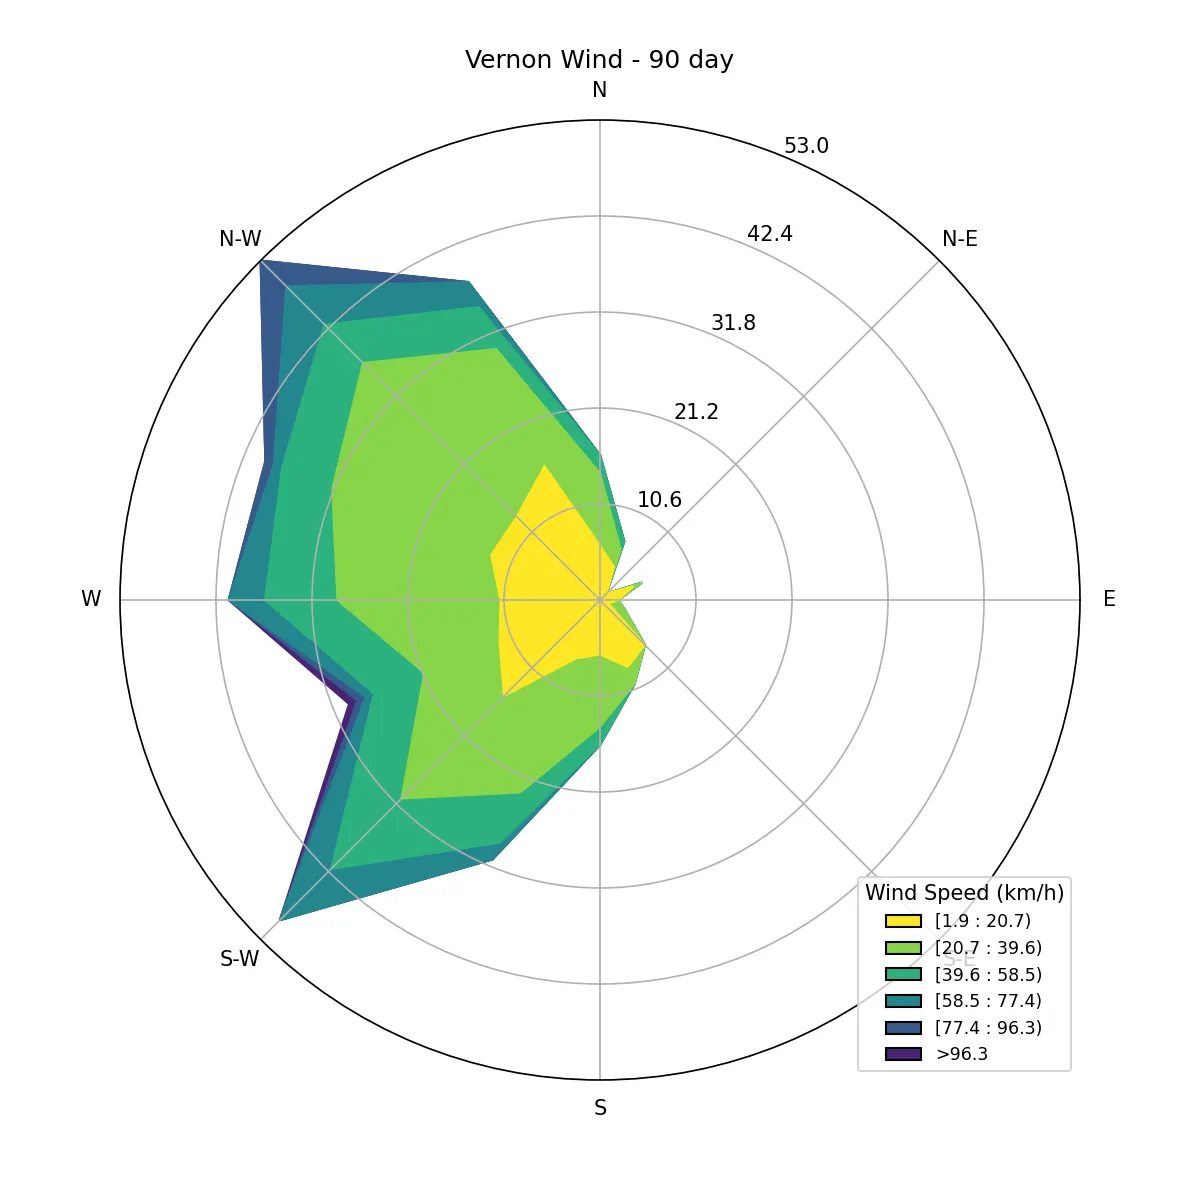 Vernon Wind - 90 day
N
53.0
42.4
N-W
N-E
31.8
21.2
10.6
W
E
Wind Speed (km/h)
[1.9 : 20.7)
[20.7 : 39.6)
S-W
S-E
[39.6 : 58.5)
[58.5 : 77.4)
[77.4 : 96.3)
>96.3
S